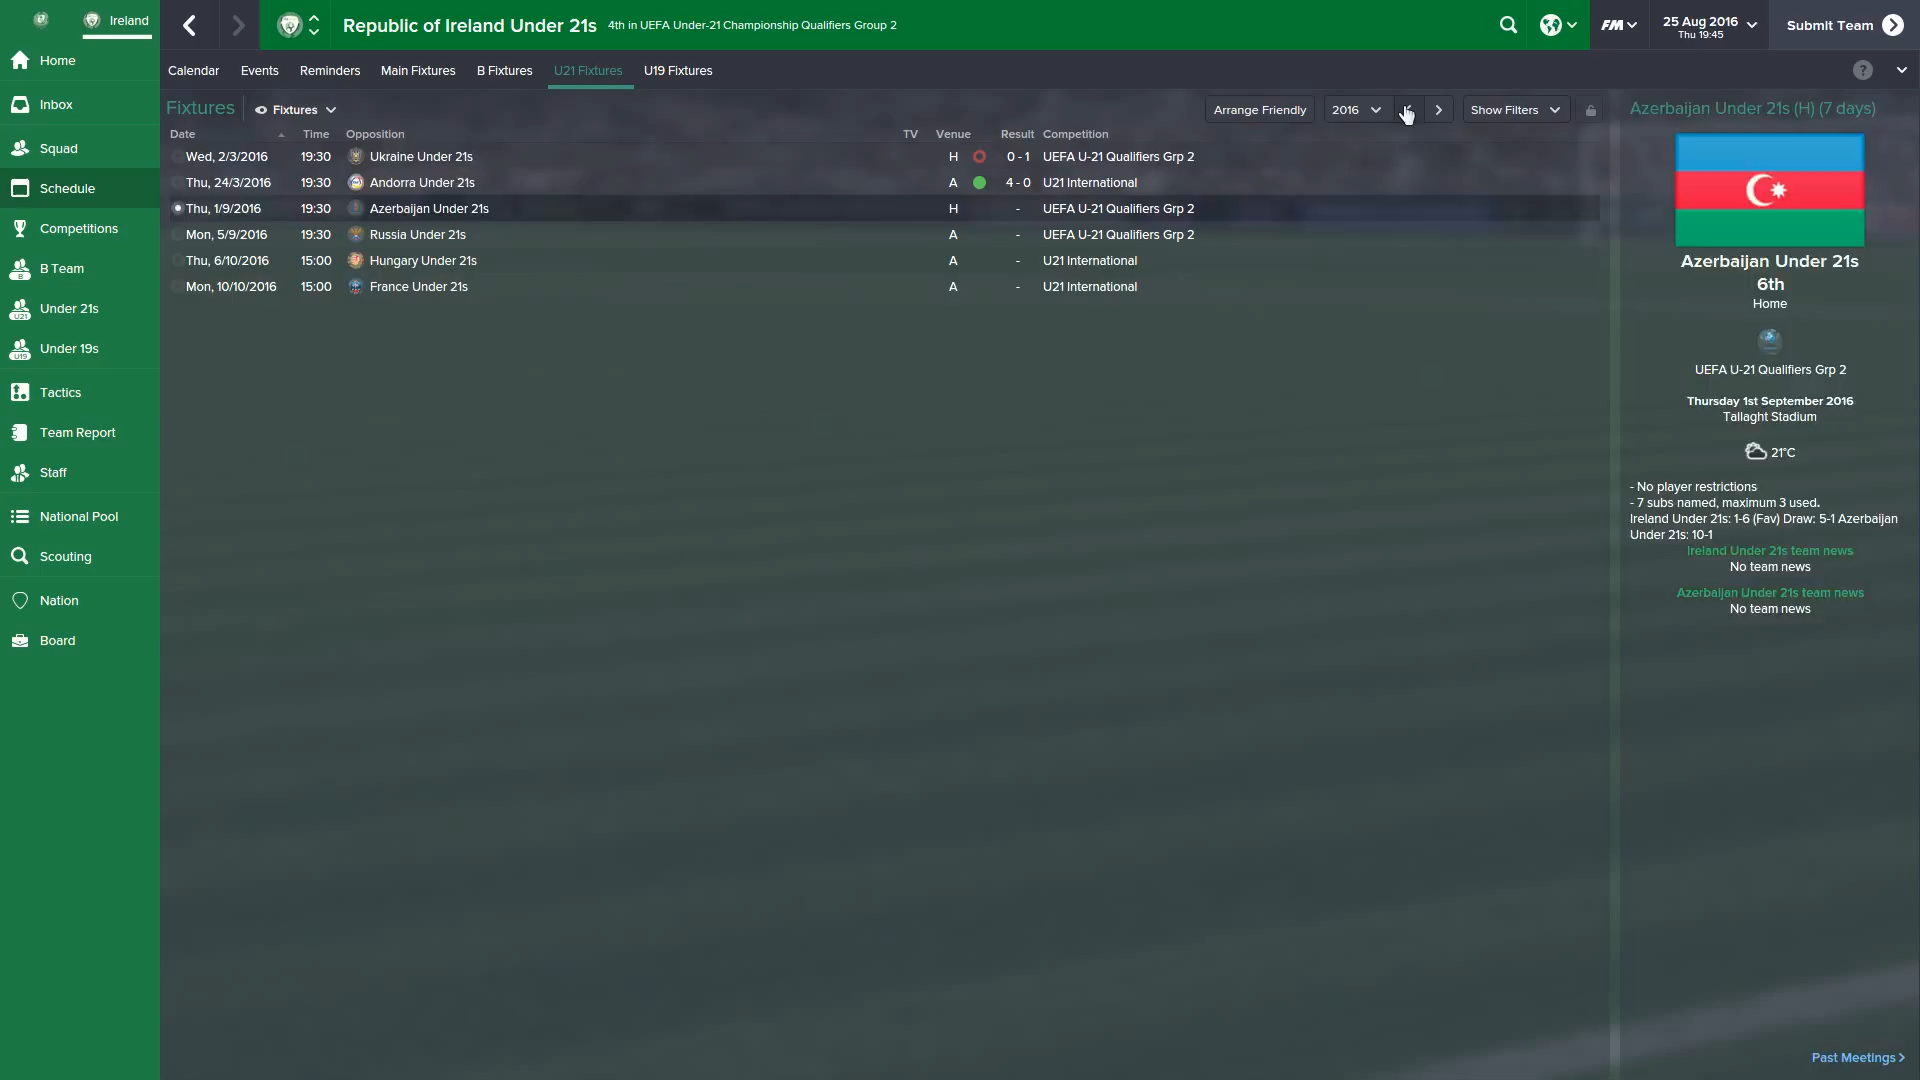 Ireland
Republic of Ireland Under 21s 4th in UEFA Under-21 Championship Qualifiers Group 2
FM 25 Aug 2016
Thu 19:45
Submit Team
Home
Inbox
Squad
Schedule
Competitions
B Team
Under 21s
Under 19s
Tactics
Team Report
Staff
National Pool
Scouting
Nation
Board
B
U21
U19
Calendar Events Reminders Main Fixtures B Fixtures U21 Fixtures U19 Fixtures ?
Fixtures Fixtures Arrange Friendly 2016 Show Filters
Date Time Opposition TV Venue Result Competition
Wed, 2/3/2016 19:30 Ukraine Under 21s H 0 - 1 UEFA U-21 Qualifiers Grp 2
Thu, 24/3/2016 19:30 Andorra Under 21s A 4 - 0 U21 International
Thu, 1/9/2016 19:30 Azerbaijan Under 21s H - UEFA U-21 Qualifiers Grp 2
Mon, 5/9/2016 19:30 Russia Under 21s A - UEFA U-21 Qualifiers Grp 2
Thu, 6/10/2016 15:00 Hungary Under 21s A - U21 International
Mon, 10/10/2016 15:00 France Under 21s A - U21 International
Azerbaijan Under 21s (H) (7 days)
Azerbaijan Under 21s
6th
Home
UEFA U-21 Qualifiers Grp 2
Thursday 1st September 2016
Tallaght Stadium
21°C
- No player restrictions
- 7 subs named, maximum 3 used.
Ireland Under 21s: 1-6 (Fav) Draw: 5-1 Azerbaijan
Under 21s: 10-1
Ireland Under 21s team news
No team news
Azerbaijan Under 21s team news
No team news
Past Meetings >